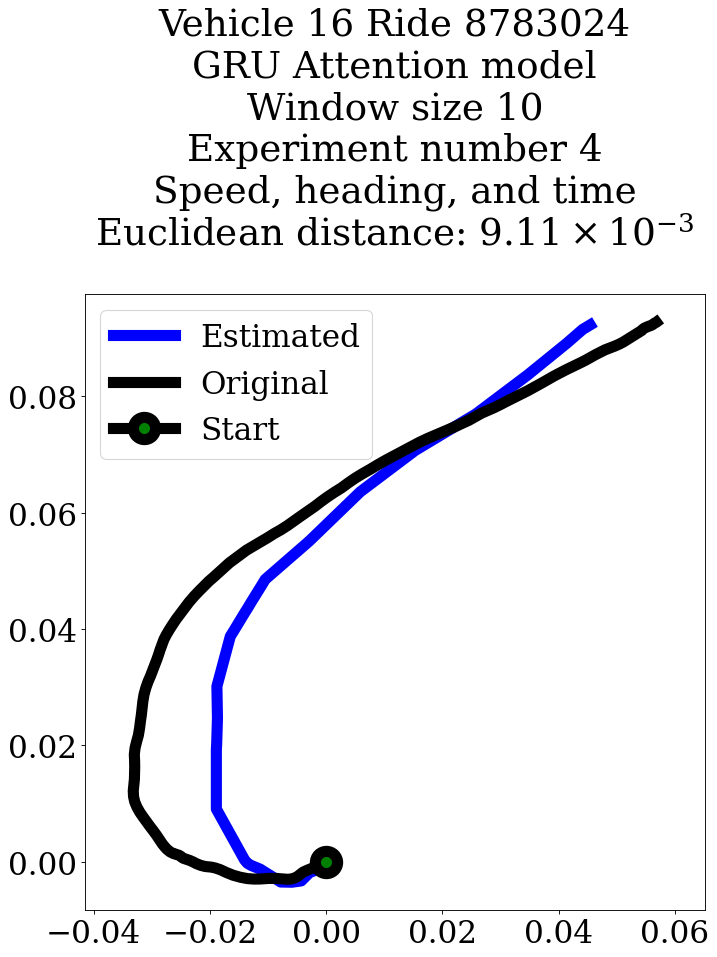 Vehicle 16 Ride 8783024
GRU Attention model
Window size 10
Experiment number 4
Speed, heading, and time
Euclidean distance: 9.11 × 10⁻³
Estimated
Original
Start
0.08
0.06
0.04
0.02
0.00
−0.04 −0.02 0.00 0.02 0.04 0.06